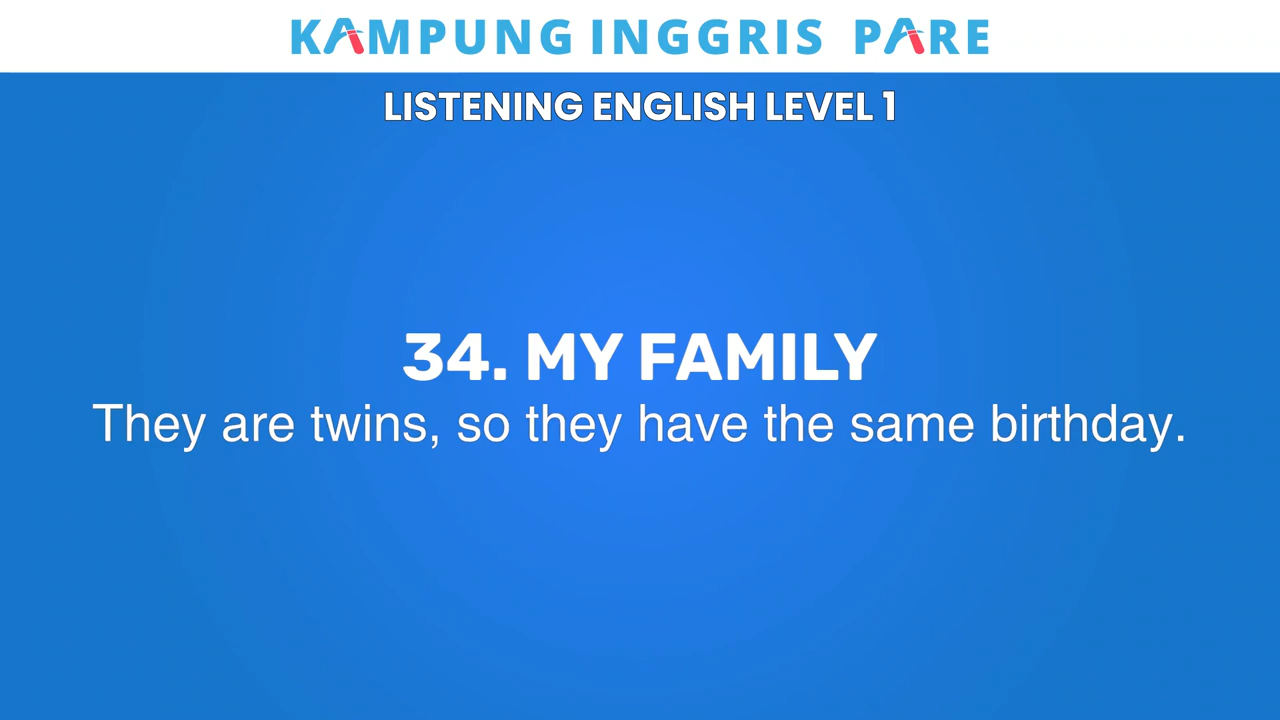 KAMPUNG INGGRIS PARE
LISTENING ENGLISH LEVEL 1
34. MY FAMILY
They are twins, so they have the same birthday.